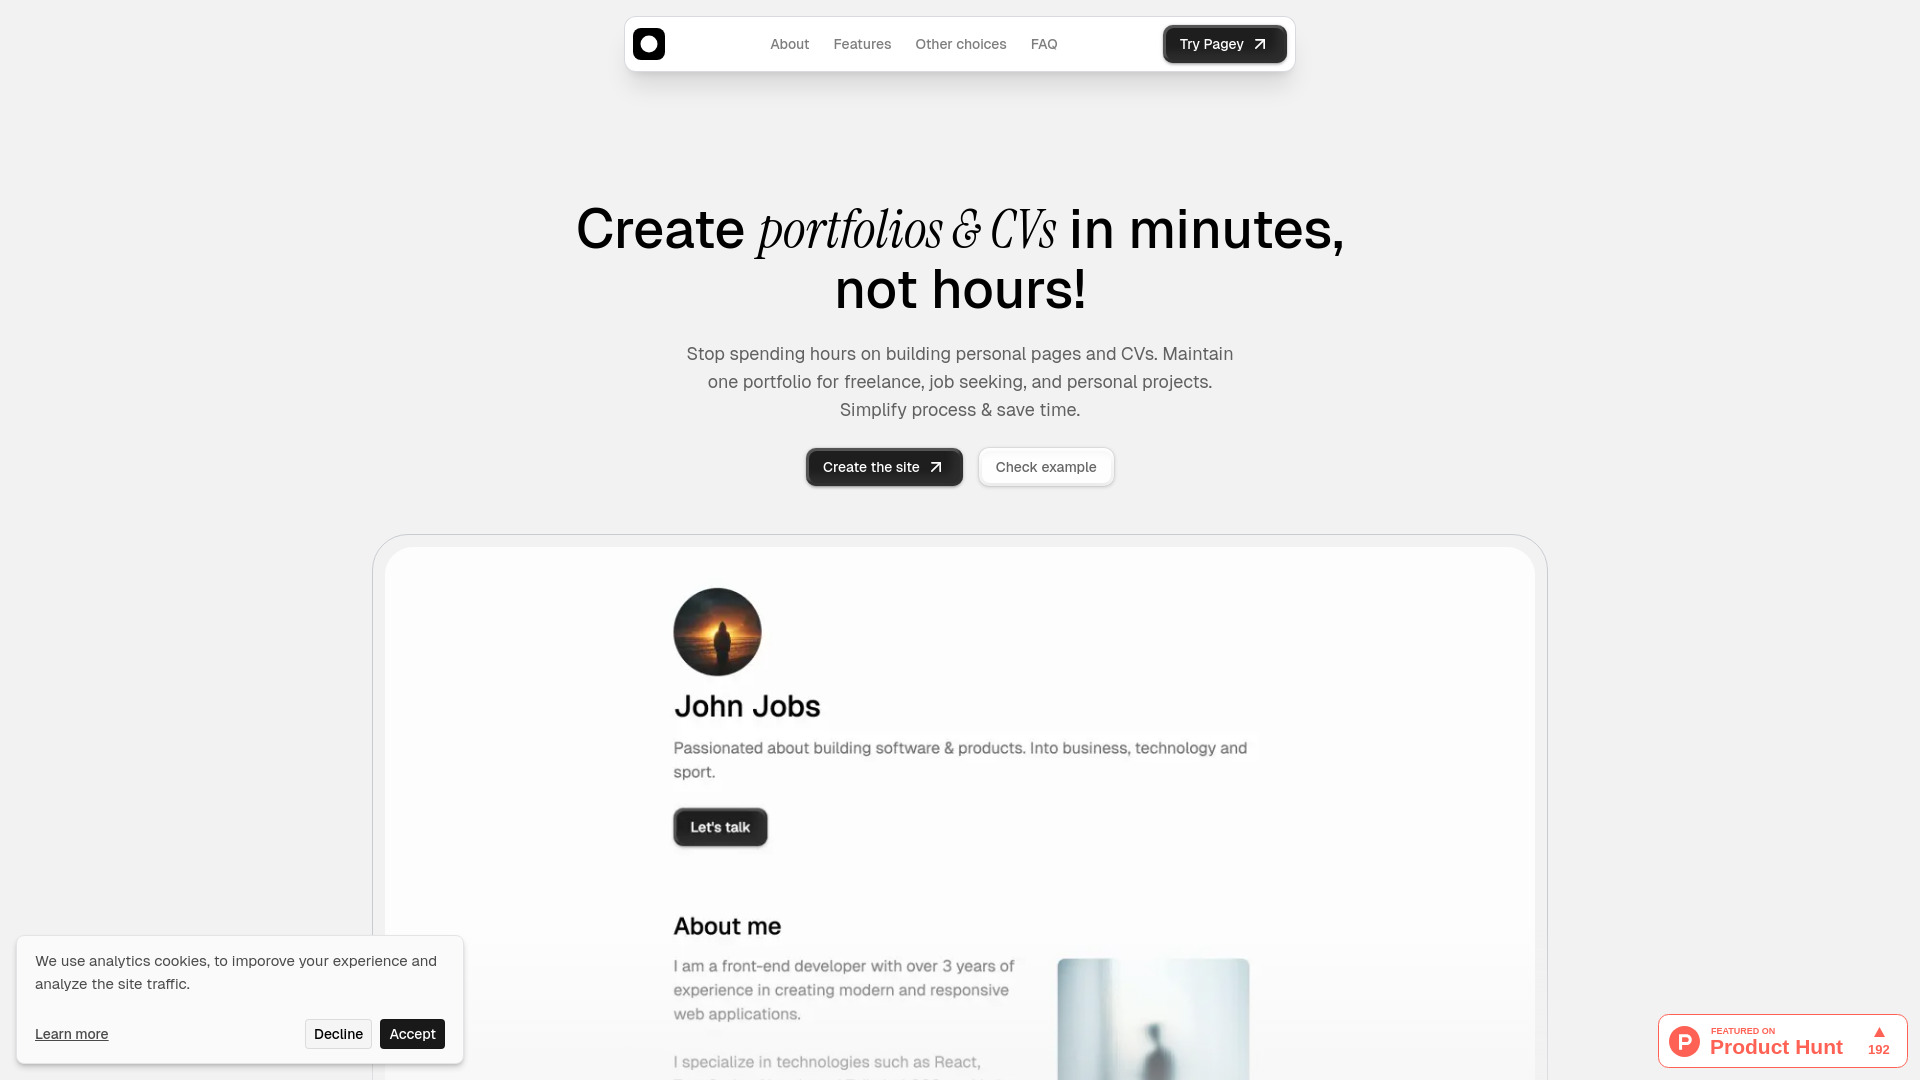 About
Features
Other choices
FAQ
Try Pagey
Create portfolios & CVs in minutes,
not hours!
Stop spending hours on building personal pages and CVs. Maintain
one portfolio for freelance, job seeking, and personal projects.
Simplify process & save time.
Create the site
Check example
John Jobs
Passionated about building software & products. Into business, technology and
sport.
Let's talk
About me
I am a front-end developer with over 3 years of
experience in creating modern and responsive
web applications.
I specialize in technologies such as React,
We use analytics cookies, to imporove your experience and
analyze the site traffic.
Learn more
Decline
Accept
FEATURED ON
Product Hunt
192